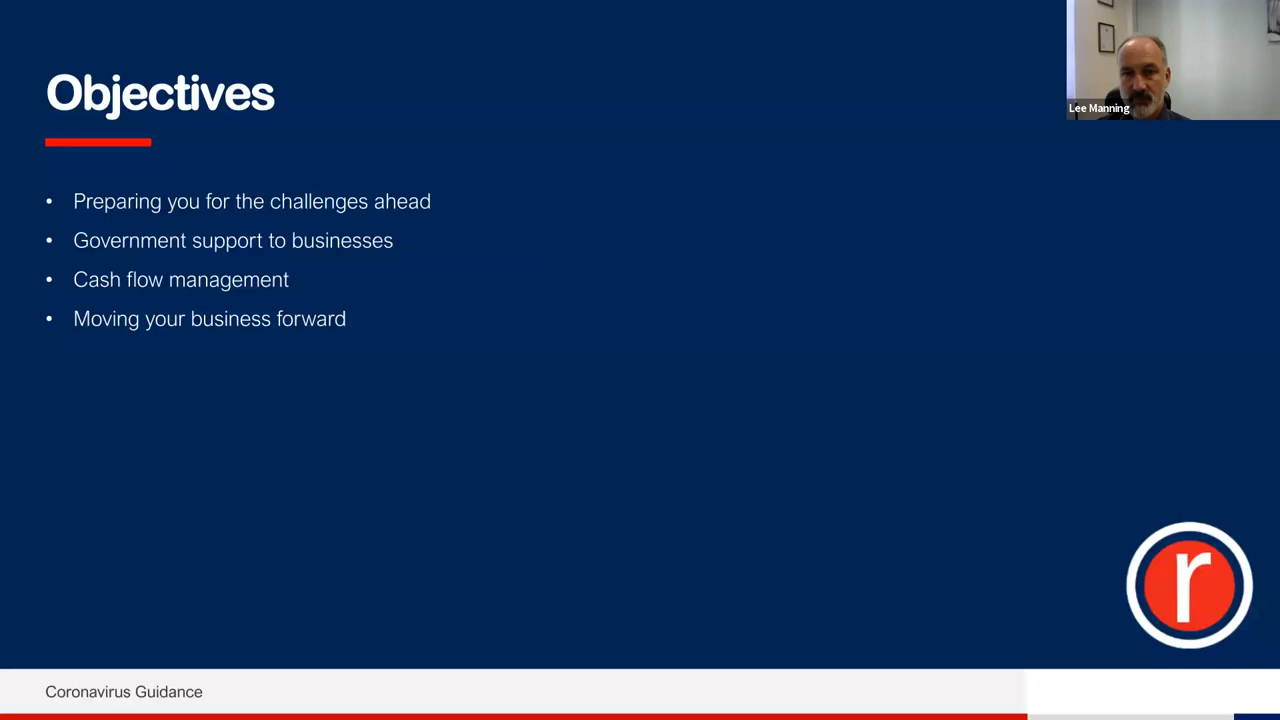 Objectives
Lee Manning
• Preparing you for the challenges ahead
• Government support to businesses
• Cash flow management
• Moving your business forward
r
Coronavirus Guidance